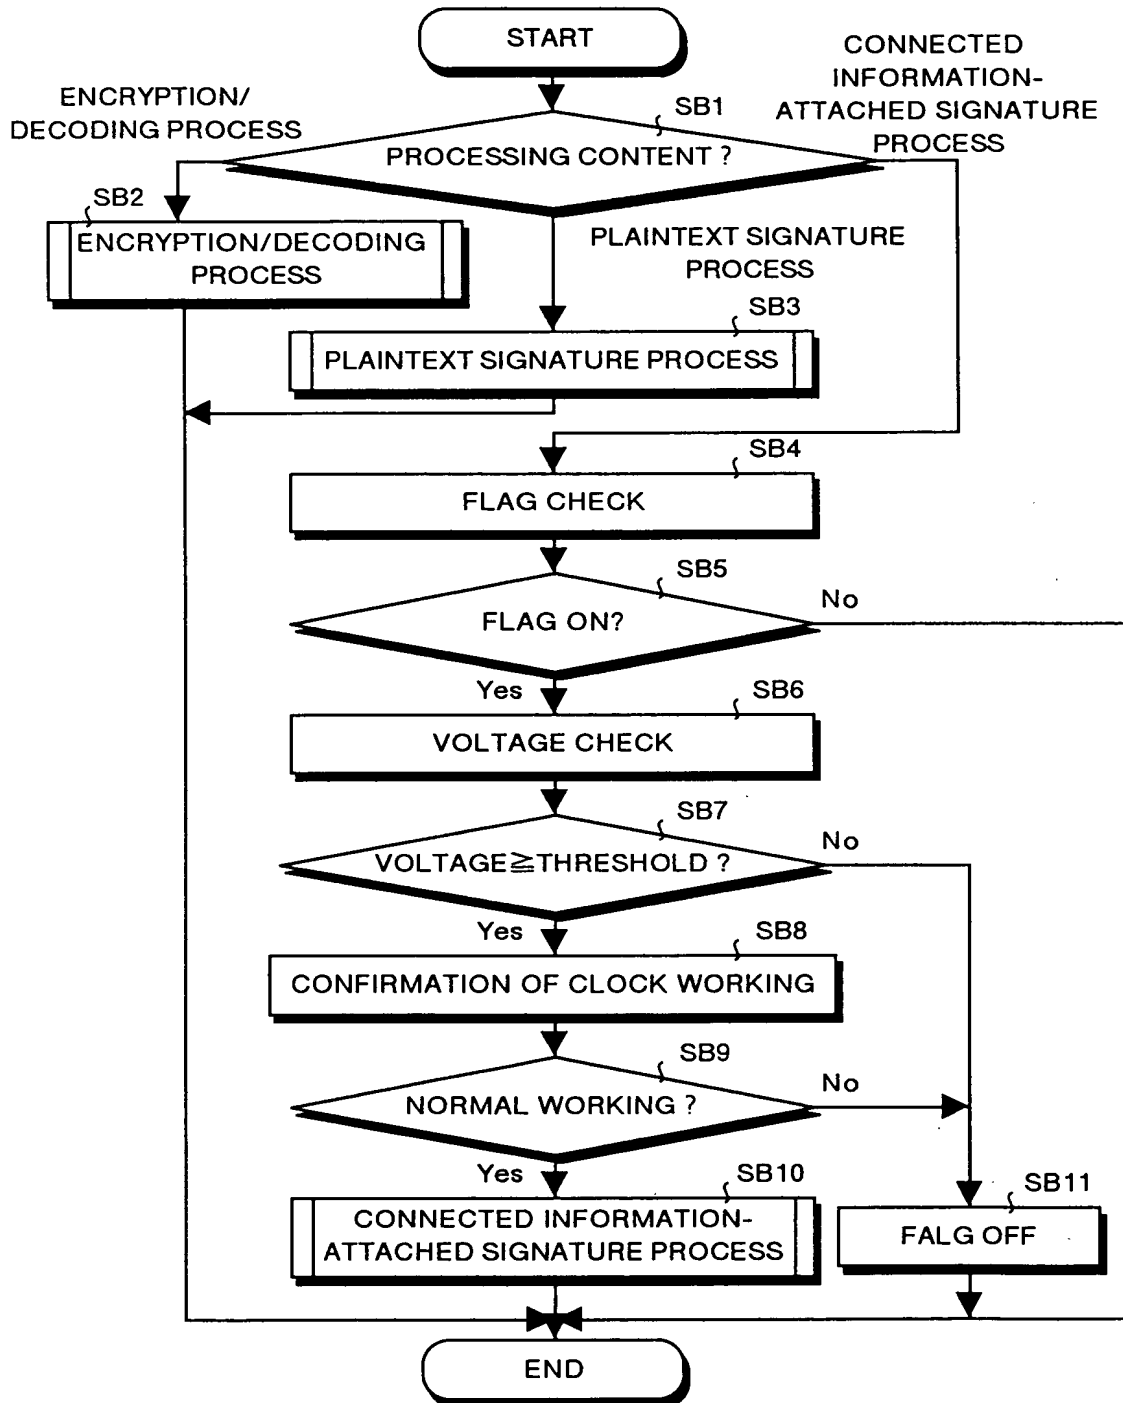 START
CONNECTED
INFORMATION-
ATTACHED SIGNATURE
PROCESS
ENCRYPTION/
DECODING PROCESS
SB1
PROCESSING CONTENT ?
SB2
ENCRYPTION/DECODING
PROCESS
PLAINTEXT SIGNATURE
PROCESS
SB3
PLAINTEXT SIGNATURE PROCESS
SB4
FLAG CHECK
SB5
FLAG ON?
No
Yes
SB6
VOLTAGE CHECK
SB7
VOLTAGE≧THRESHOLD ?
No
Yes
SB8
CONFIRMATION OF CLOCK WORKING
SB9
NORMAL WORKING ?
No
Yes
SB10
CONNECTED INFORMATION-
ATTACHED SIGNATURE PROCESS
SB11
FALG OFF
END